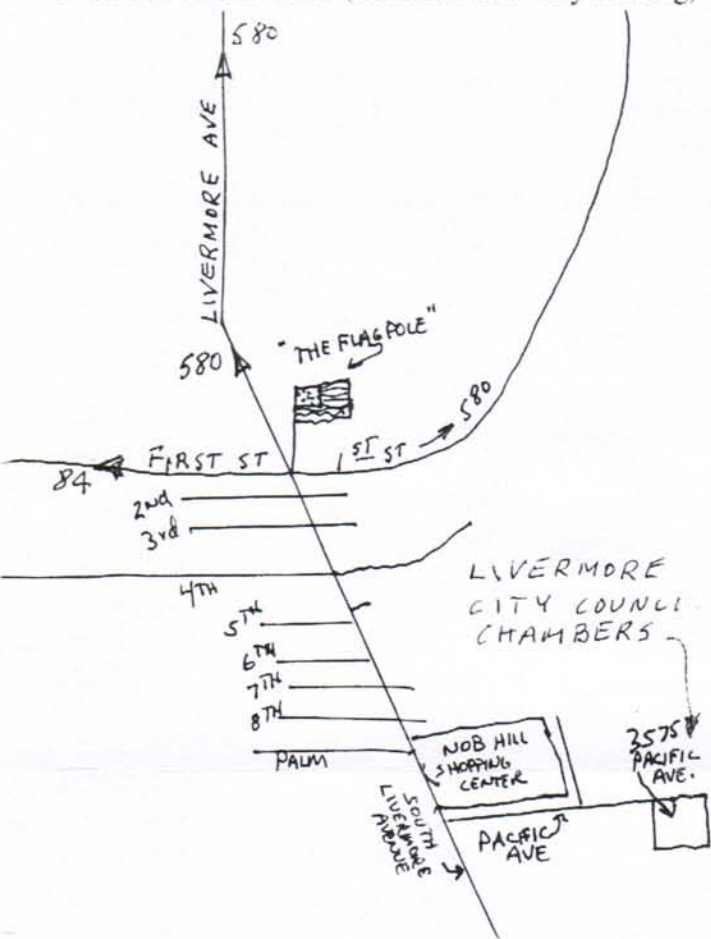 580
LIVERMORE AVE
580
"THE FLAGPOLE"
580
FIRST ST
1ST ST
84
2nd
3rd
4TH
LIVERMORE
CITY COUNCI
CHAMBERS
5TH
6TH
7TH
8TH
PALM
NOB HILL
SHOPPING
CENTER
3575
PACIFIC
AVE.
SOUTH
LIVERMORE
AVENUE
PACIFIC
AVE